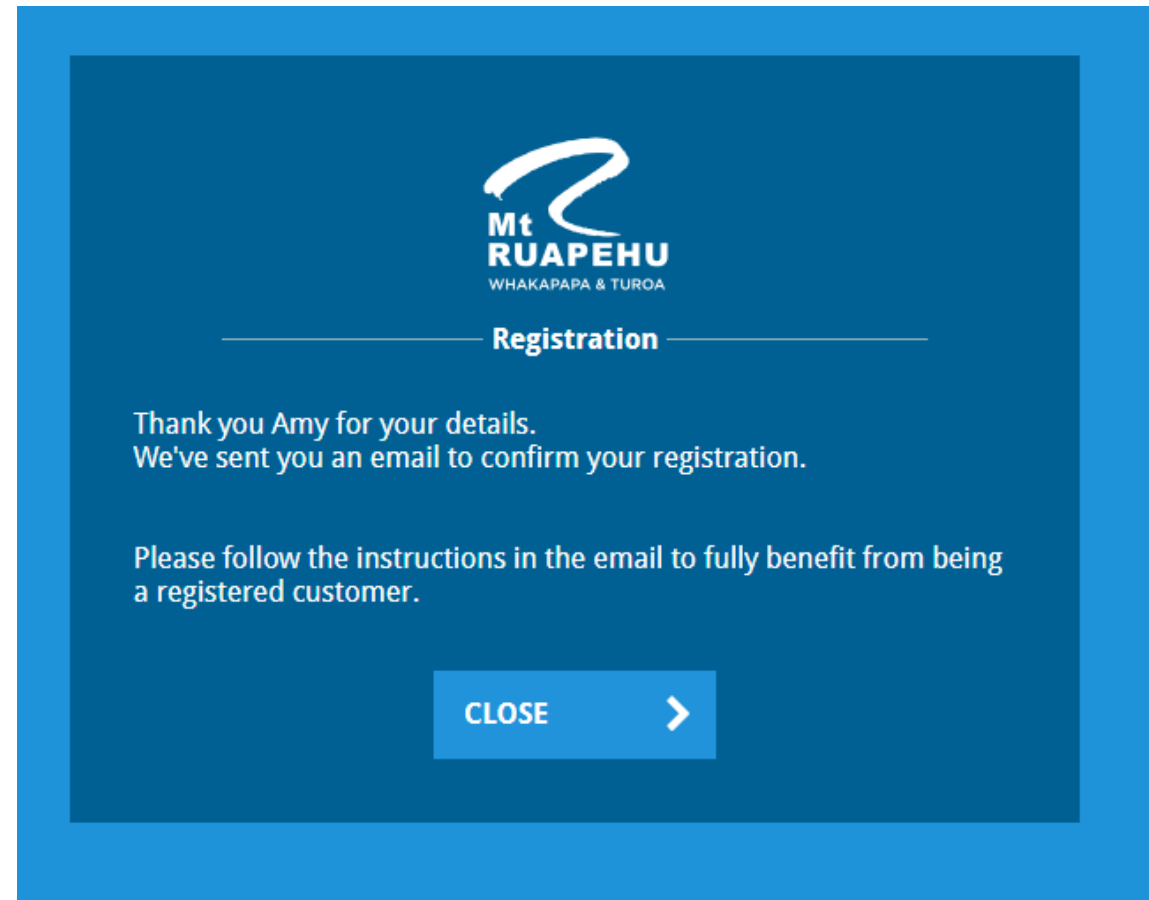 Mt
RUAPEHU
WHAKAPAPA & TUROA
Registration
Thank you Amy for your details.
We've sent you an email to confirm your registration.
Please follow the instructions in the email to fully benefit from being
a registered customer.
CLOSE